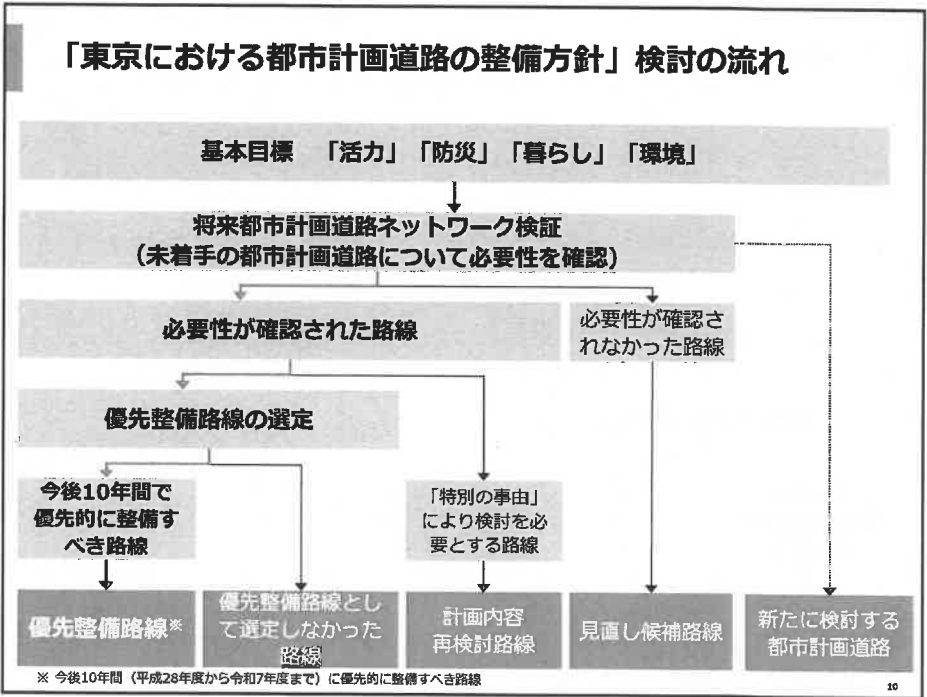 「東京における都市計画道路の整備方針」検討の流れ
基本目標 「活力」「防災」「暮らし」「環境」
将来都市計画道路ネットワーク検証
(未着手の都市計画道路について必要性を確認)
必要性が確認された路線
必要性が確認さ
れなかった路線
優先整備路線の選定
今後10年間で
優先的に整備す
べき路線
「特別の事由」
により検討を必
要とする路線
優先整備路線※
優先整備路線とし
て選定しなかった
路線
計画内容
再検討路線
見直し候補路線
新たに検討する
都市計画道路
※ 今後10年間(平成28年度から令和7年度まで)に優先的に整備すべき路線
10